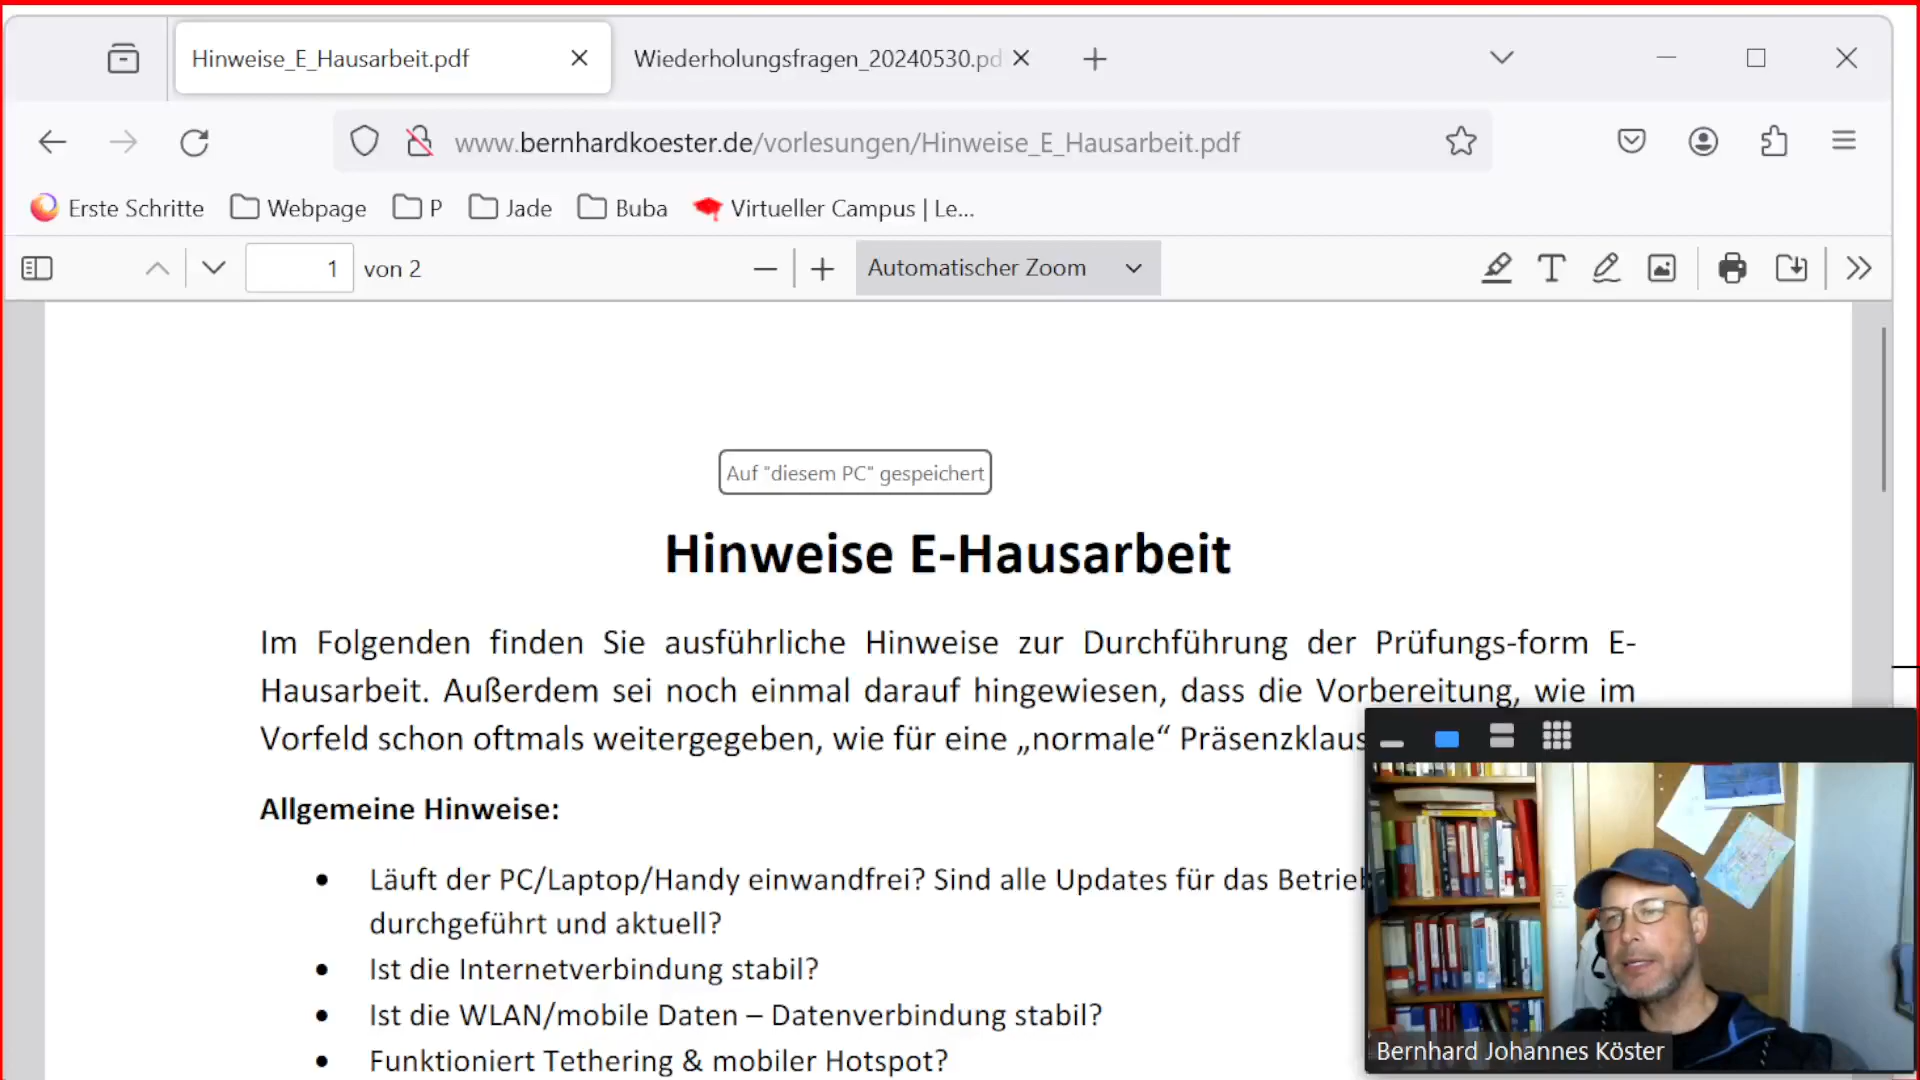 Hinweise_E_Hausarbeit.pdf
Wiederholungsfragen_20240530.pd
www.bernhardkoester.de/vorlesungen/Hinweise_E_Hausarbeit.pdf
Erste Schritte
Webpage
P
Jade
Buba
Virtueller Campus | Le...
1 von 2
Automatischer Zoom
Auf "diesem PC" gespeichert
Hinweise E-Hausarbeit
Im Folgenden finden Sie ausführliche Hinweise zur Durchführung der Prüfungs-form E-
Hausarbeit. Außerdem sei noch einmal darauf hingewiesen, dass die Vorbereitung, wie im
Vorfeld schon oftmals weitergegeben, wie für eine „normale“ Präsenzklaus
Allgemeine Hinweise:
• Läuft der PC/Laptop/Handy einwandfrei? Sind alle Updates für das Betrieb
durchgeführt und aktuell?
• Ist die Internetverbindung stabil?
• Ist die WLAN/mobile Daten – Datenverbindung stabil?
• Funktioniert Tethering & mobiler Hotspot?
Bernhard Johannes Köster